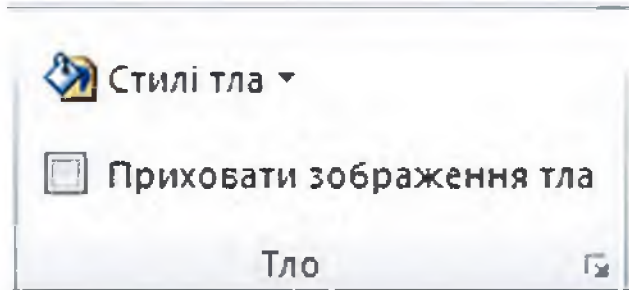 Стилі тла
Приховати зображення тла
Тло